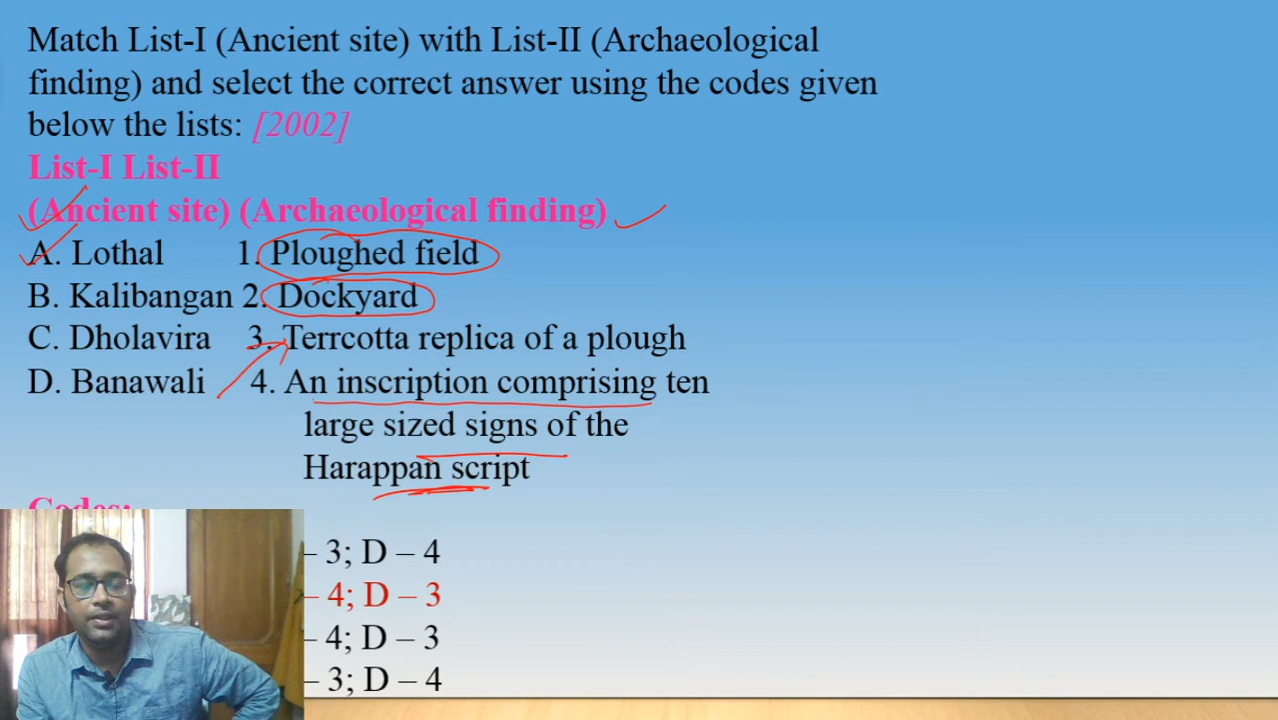 Match List-I (Ancient site) with List-II (Archaeological
finding) and select the correct answer using the codes given
below the lists: [2002]
List-I List-II
(Ancient site) (Archaeological finding)
A. Lothal 1. Ploughed field
B. Kalibangan 2. Dockyard
C. Dholavira 3. Terrcotta replica of a plough
D. Banawali 4. An inscription comprising ten
large sized signs of the
Harappan script
Codes:
– 3; D – 4
– 4; D – 3
– 4; D – 3
– 3; D – 4